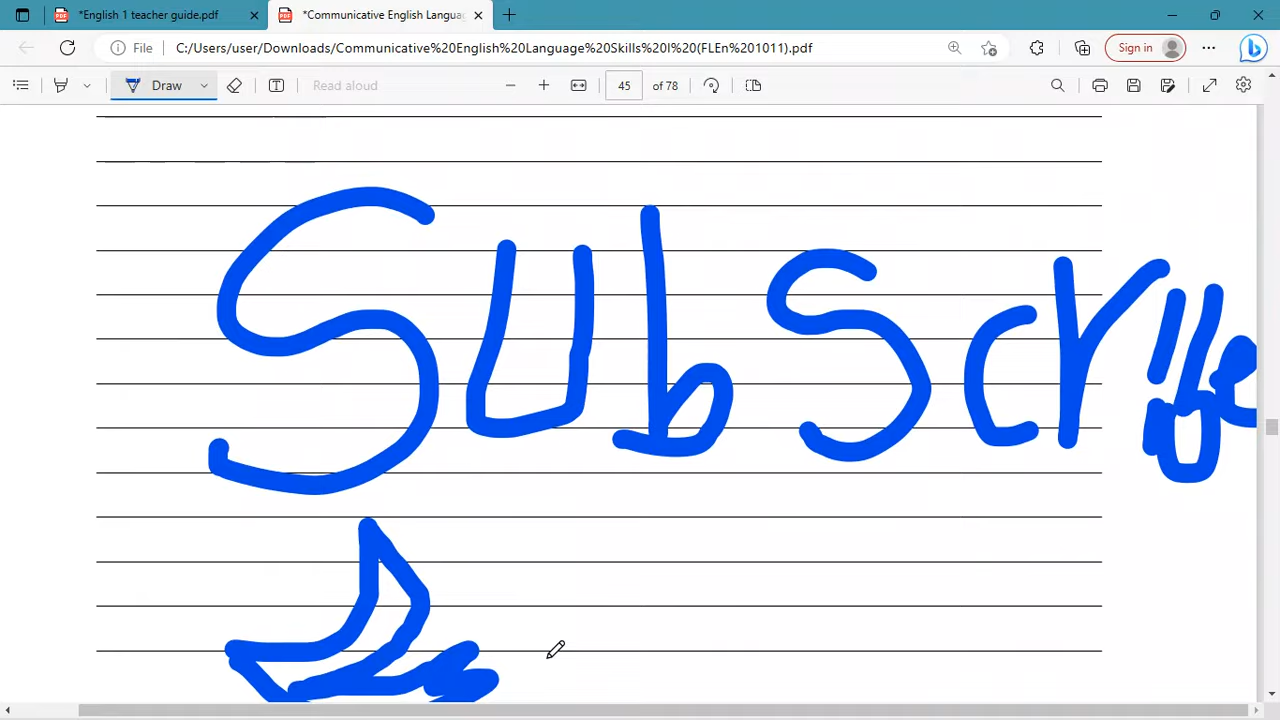 *English 1 teacher guide.pdf
*Communicative English Langua
File C:/Users/user/Downloads/Communicative%20English%20Language%20Skills%20I%20(FLEn%201011).pdf
Sign in
Draw
Read aloud
45 of 78
Subscribe